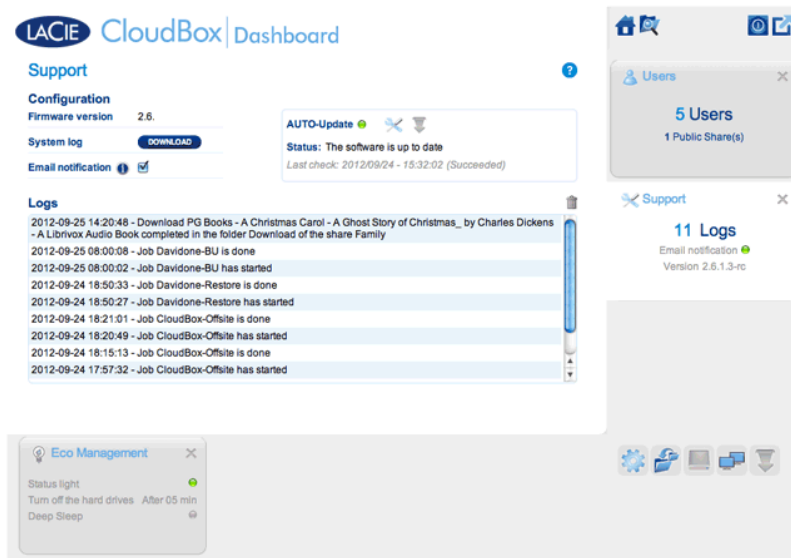 LACIE CloudBox Dashboard
Support
Configuration
Firmware version 2.6.
System log DOWNLOAD
Email notification
AUTO-Update
Status: The software is up to date
Last check: 2012/09/24 - 15:32:02 (Succeeded)
Logs
2012-09-25 14:20:48 - Download PG Books - A Christmas Carol - A Ghost Story of Christmas_ by Charles Dickens
- A Librivox Audio Book completed in the folder Download of the share Family
2012-09-25 08:00:08 - Job Davidone-BU is done
2012-09-25 08:00:02 - Job Davidone-BU has started
2012-09-24 18:50:33 - Job Davidone-Restore is done
2012-09-24 18:50:27 - Job Davidone-Restore has started
2012-09-24 18:21:01 - Job CloudBox-Offsite is done
2012-09-24 18:20:49 - Job CloudBox-Offsite has started
2012-09-24 18:15:13 - Job CloudBox-Offsite is done
2012-09-24 17:57:32 - Job CloudBox-Offsite has started
Users
5 Users
1 Public Share(s)
Support
11 Logs
Email notification
Version 2.6.1.3-rc
Eco Management
Status light
Turn off the hard drives After 05 min
Deep Sleep